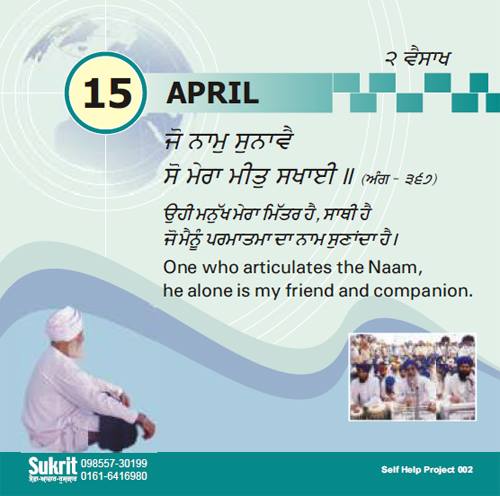 ੨ ਵੈਸਾਖ
15 APRIL
ਜੋ ਨਾਮੁ ਸੁਨਾਵੈ
ਸੋ ਮੇਰਾ ਮੀਤੁ ਸਖਾਈ ॥ (ਅੰਗ - ੩੬੭)
ਉਹੀ ਮਨੁੱਖ ਮੇਰਾ ਮਿੱਤਰ ਹੈ, ਸਾਥੀ ਹੈ
ਜੋ ਮੈਨੂੰ ਪਰਮਾਤਮਾ ਦਾ ਨਾਮ ਸੁਣਾਂਦਾ ਹੈ।
One who articulates the Naam,
he alone is my friend and companion.
Sukrit 098557-30199
0161-6416980
Self Help Project 002